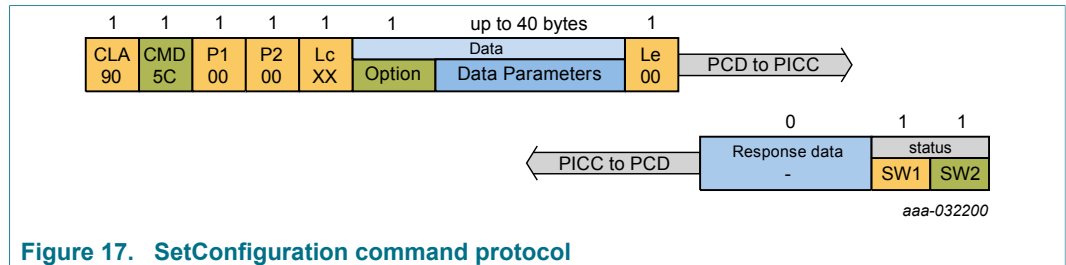 1 1 1 1 1 1 up to 40 bytes 1
CLA CMD P1 P2 Lc Data Le
90 5C 00 00 XX Option Data Parameters 00
PCD to PICC
0 1 1
Response data status
- SW1 SW2
PICC to PCD
aaa-032200
Figure 17. SetConfiguration command protocol